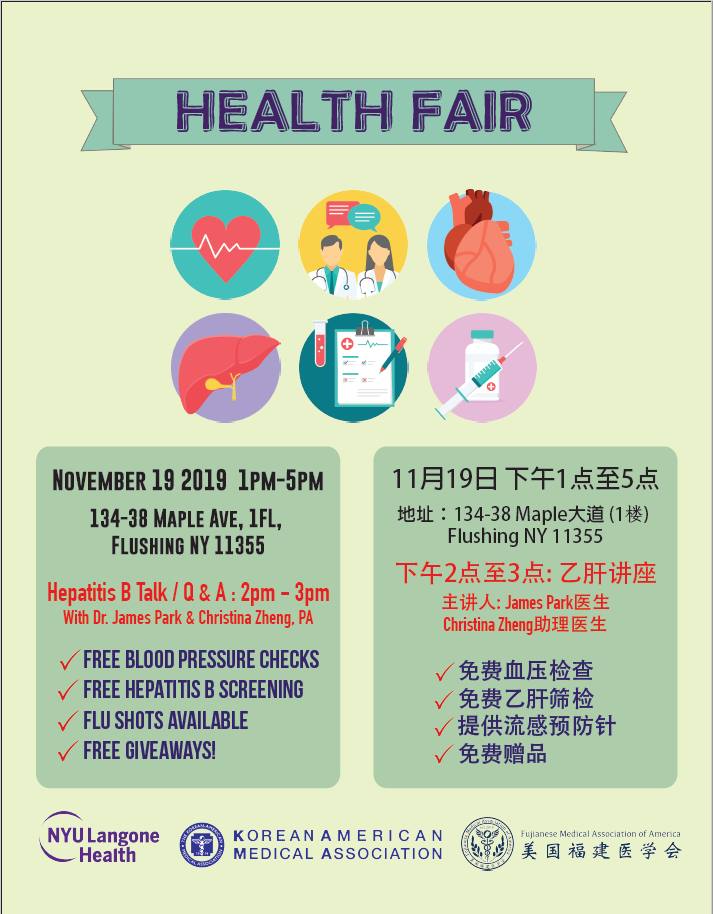 HEALTH FAIR
November 19 2019 1pm-5pm
134-38 Maple Ave, 1FL,
Flushing NY 11355
Hepatitis B Talk / Q & A : 2pm – 3pm
With Dr. James Park & Christina Zheng, PA
FREE BLOOD PRESSURE CHECKS
FREE HEPATITIS B SCREENING
FLU SHOTS AVAILABLE
FREE GIVEAWAYS!
11月19日 下午1点至5点
地址：134-38 Maple大道 (1楼)
Flushing NY 11355
下午2点至3点: 乙肝讲座
主讲人: James Park医生
Christina Zheng助理医生
免费血压检查
免费乙肝筛检
提供流感预防针
免费赠品
NYU Langone
Health
KOREAN AMERICAN
MEDICAL ASSOCIATION
Fujianese Medical Association of America
美国福建医学会